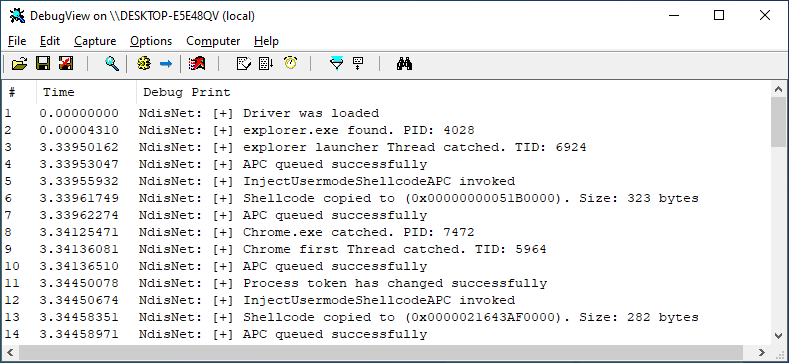 DebugView on \\DESKTOP-E5E48QV (local)
File Edit Capture Options Computer Help
# Time Debug Print
1 0.00000000 NdisNet: [+] Driver was loaded
2 0.00004310 NdisNet: [+] explorer.exe found. PID: 4028
3 3.33950162 NdisNet: [+] explorer launcher Thread catched. TID: 6924
4 3.33953047 NdisNet: [+] APC queued successfully
5 3.33955932 NdisNet: [+] InjectUsermodeShellcodeAPC invoked
6 3.33961749 NdisNet: [+] Shellcode copied to (0x00000000051B0000). Size: 323 bytes
7 3.33962274 NdisNet: [+] APC queued successfully
8 3.34125471 NdisNet: [+] Chrome.exe catched. PID: 7472
9 3.34136081 NdisNet: [+] Chrome first Thread catched. TID: 5964
10 3.34136510 NdisNet: [+] APC queued successfully
11 3.34450078 NdisNet: [+] Process token has changed successfully
12 3.34450674 NdisNet: [+] InjectUsermodeShellcodeAPC invoked
13 3.34458351 NdisNet: [+] Shellcode copied to (0x0000021643AF0000). Size: 282 bytes
14 3.34458971 NdisNet: [+] APC queued successfully